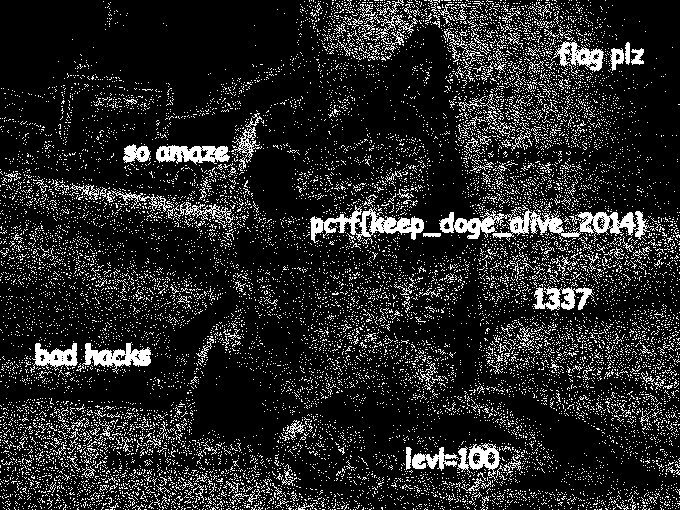 flag plz
so amaze
pctf{keep_doge_alive_2014}
1337
bad hacks
levl=100